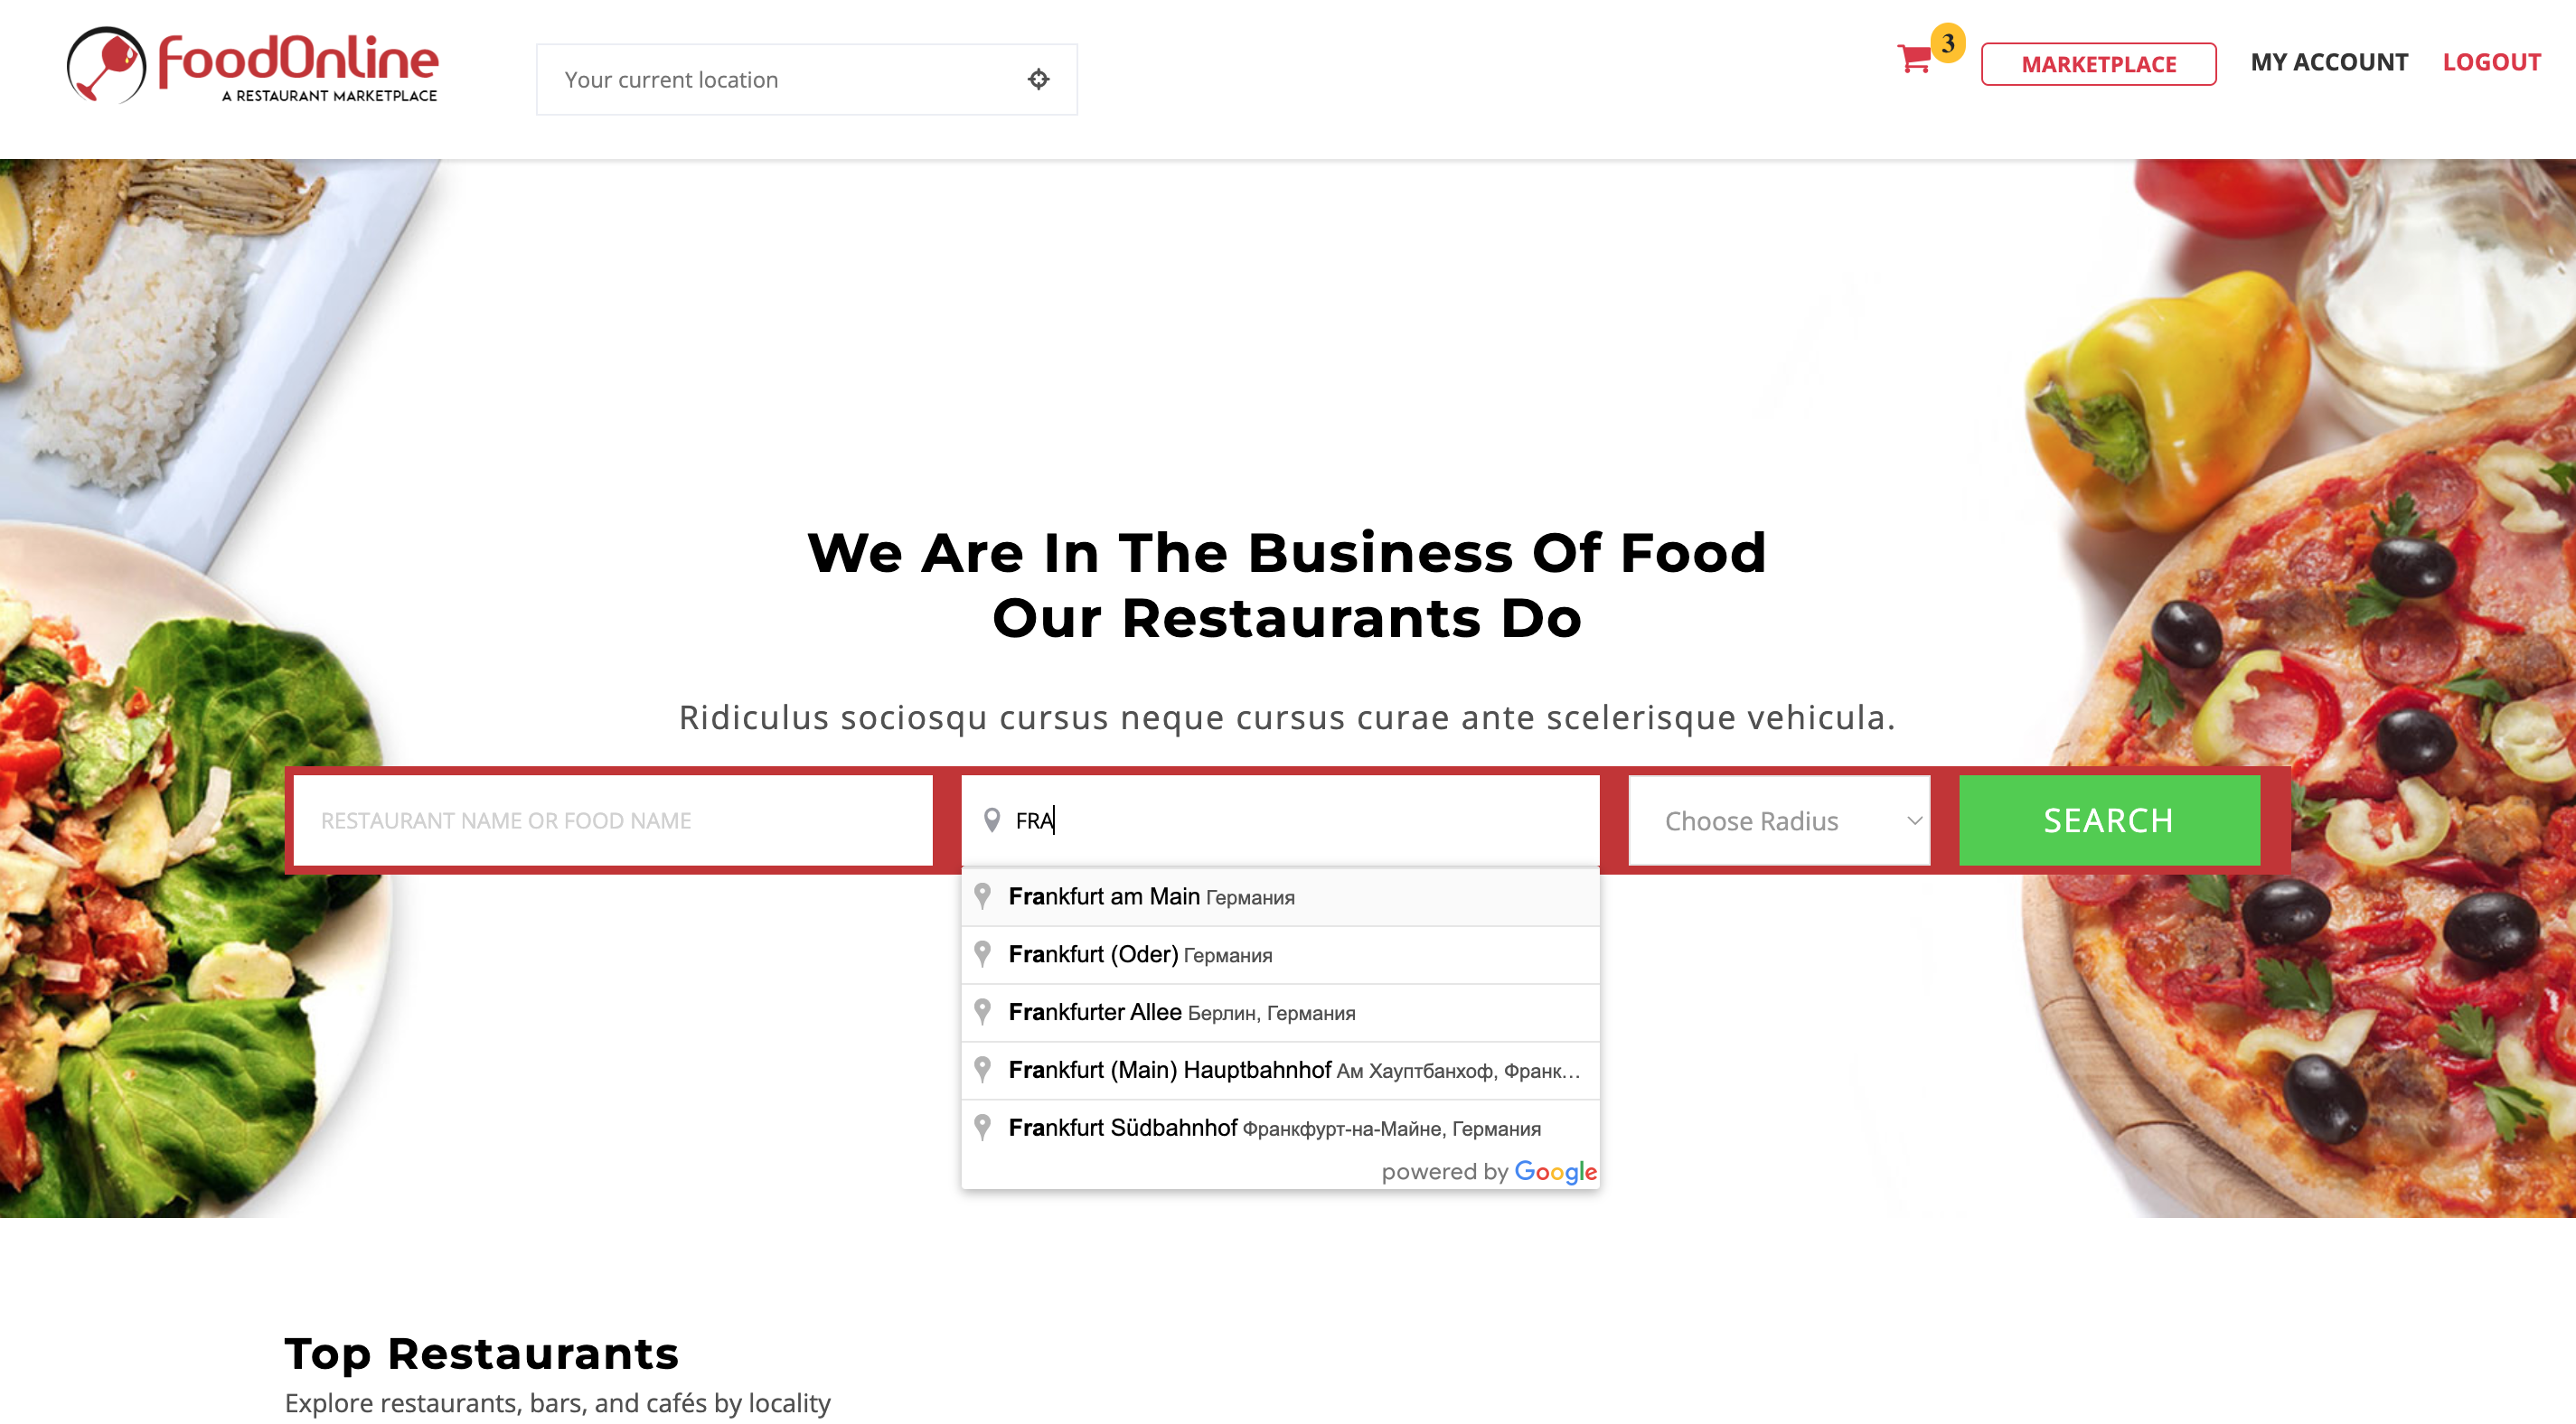 foodOnline
A RESTAURANT MARKETPLACE
Your current location
3
MARKETPLACE
MY ACCOUNT
LOGOUT
We Are In The Business Of Food
Our Restaurants Do
Ridiculus sociosqu cursus neque cursus curae ante scelerisque vehicula.
RESTAURANT NAME OR FOOD NAME
FRA
Choose Radius
SEARCH
Frankfurt am Main Германия
Frankfurt (Oder) Германия
Frankfurter Allee Берлин, Германия
Frankfurt (Main) Hauptbahnhof Ам Хауптбанхоф, Франк...
Frankfurt Südbahnhof Франкфурт-на-Майне, Германия
powered by Google
Top Restaurants
Explore restaurants, bars, and cafés by locality